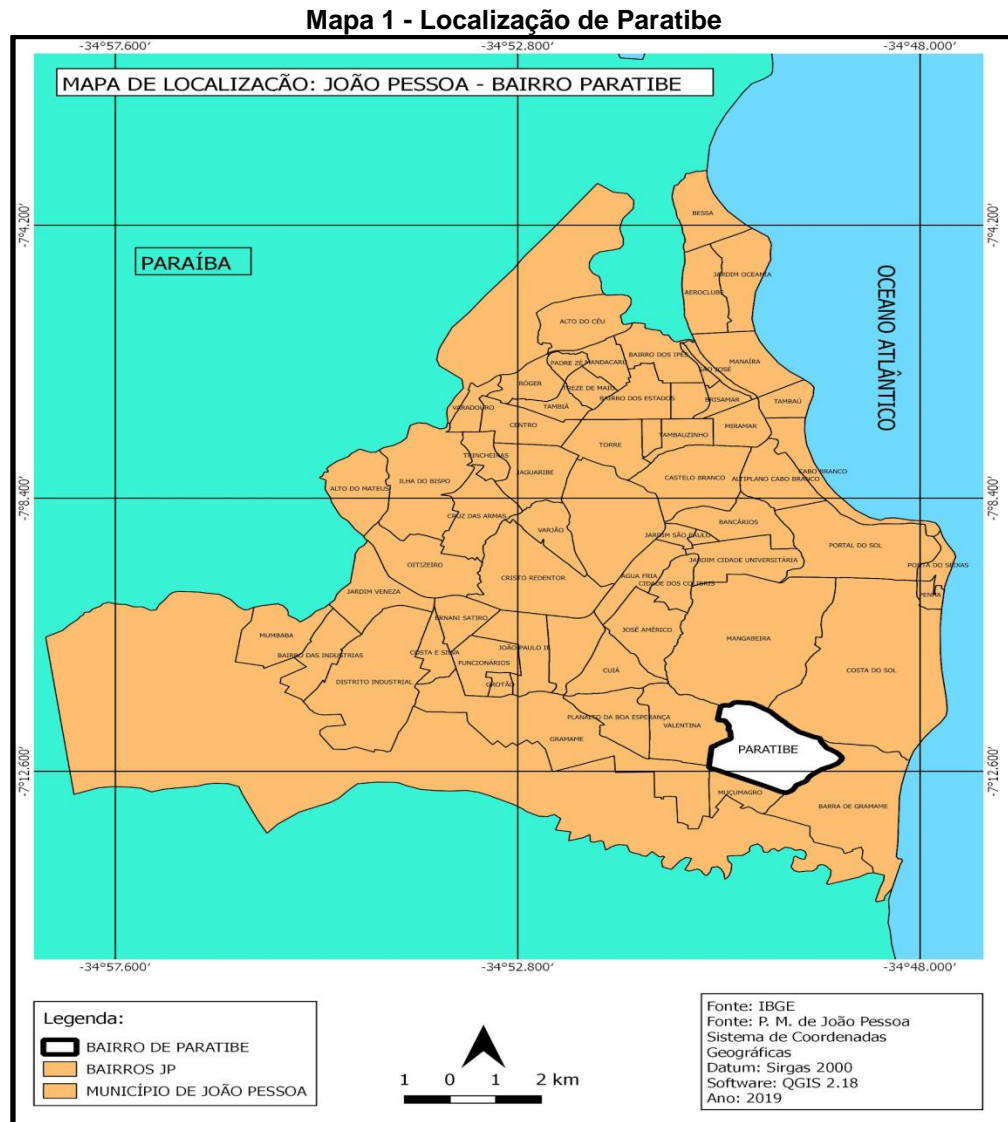 Mapa 1 - Localização de Paratibe
-34°57.600′ -34°52.800′ -34°48.000′
MAPA DE LOCALIZAÇÃO: JOÃO PESSOA - BAIRRO PARATIBE
-7°4.200′ -7°4.200′
BESSA
PARAÍBA
JARDIM OCEANIA
OCEANO ATLÂNTICO
AEROCLUBE
ALTO DO CÉU
BAIRRO DOS IPES
PADRE ZÉ MANDACARU
MANAÍRA
SAO JOSÉ
RÓGER
TREZE DE MAIO
BAIRRO DOS ESTADOS
BRISAMAR
TAMBAÚ
VARADOURO
TAMBIÁ
CENTRO
TORRE
TAMBAUZINHO
MIRAMAR
TRINCHEIRAS
JAGUARIBE
CABO BRANCO
ILHA DO BISPO
CASTELO BRANCO
ALTIPLANO CABO BRANCO
ALTO DO MATEUS
-7°8.400′ -7°8.400′
CRUZ DAS ARMAS
VARJÃO
BANCÁRIOS
JARDIM SÃO PAULO
PORTAL DO SOL
JARDIM CIDADE UNIVERSITÁRIA
OITIZEIRO
PONTA DO SEIXAS
CRISTO REDENTOR
AGUA FRIA
CIDADE DOS COLIBRIS
JARDIM VENEZA
PENHA
ERNANI SATIRO
JOSÉ AMÉRICO
MUMBABA
MANGABEIRA
JOÃO PAULO II
BAIRRO DAS INDUSTRIAS
COSTA E SILVA
FUNCIONÁRIOS
CUIÁ
COSTA DO SOL
DISTRITO INDUSTRIAL
GROTÃO
PLANALTO DA BOA ESPERANÇA
VALENTINA
GRAMAME
PARATIBE
-7°12.600′ -7°12.600′
MUÇUMAGRO
BARRA DE GRAMAME
-34°57.600′ -34°52.800′ -34°48.000′
Legenda:
BAIRRO DE PARATIBE
BAIRROS JP
MUNICÍPIO DE JOÃO PESSOA
1 0 1 2 km
Fonte: IBGE
Fonte: P. M. de João Pessoa
Sistema de Coordenadas
Geográficas
Datum: Sirgas 2000
Software: QGIS 2.18
Ano: 2019